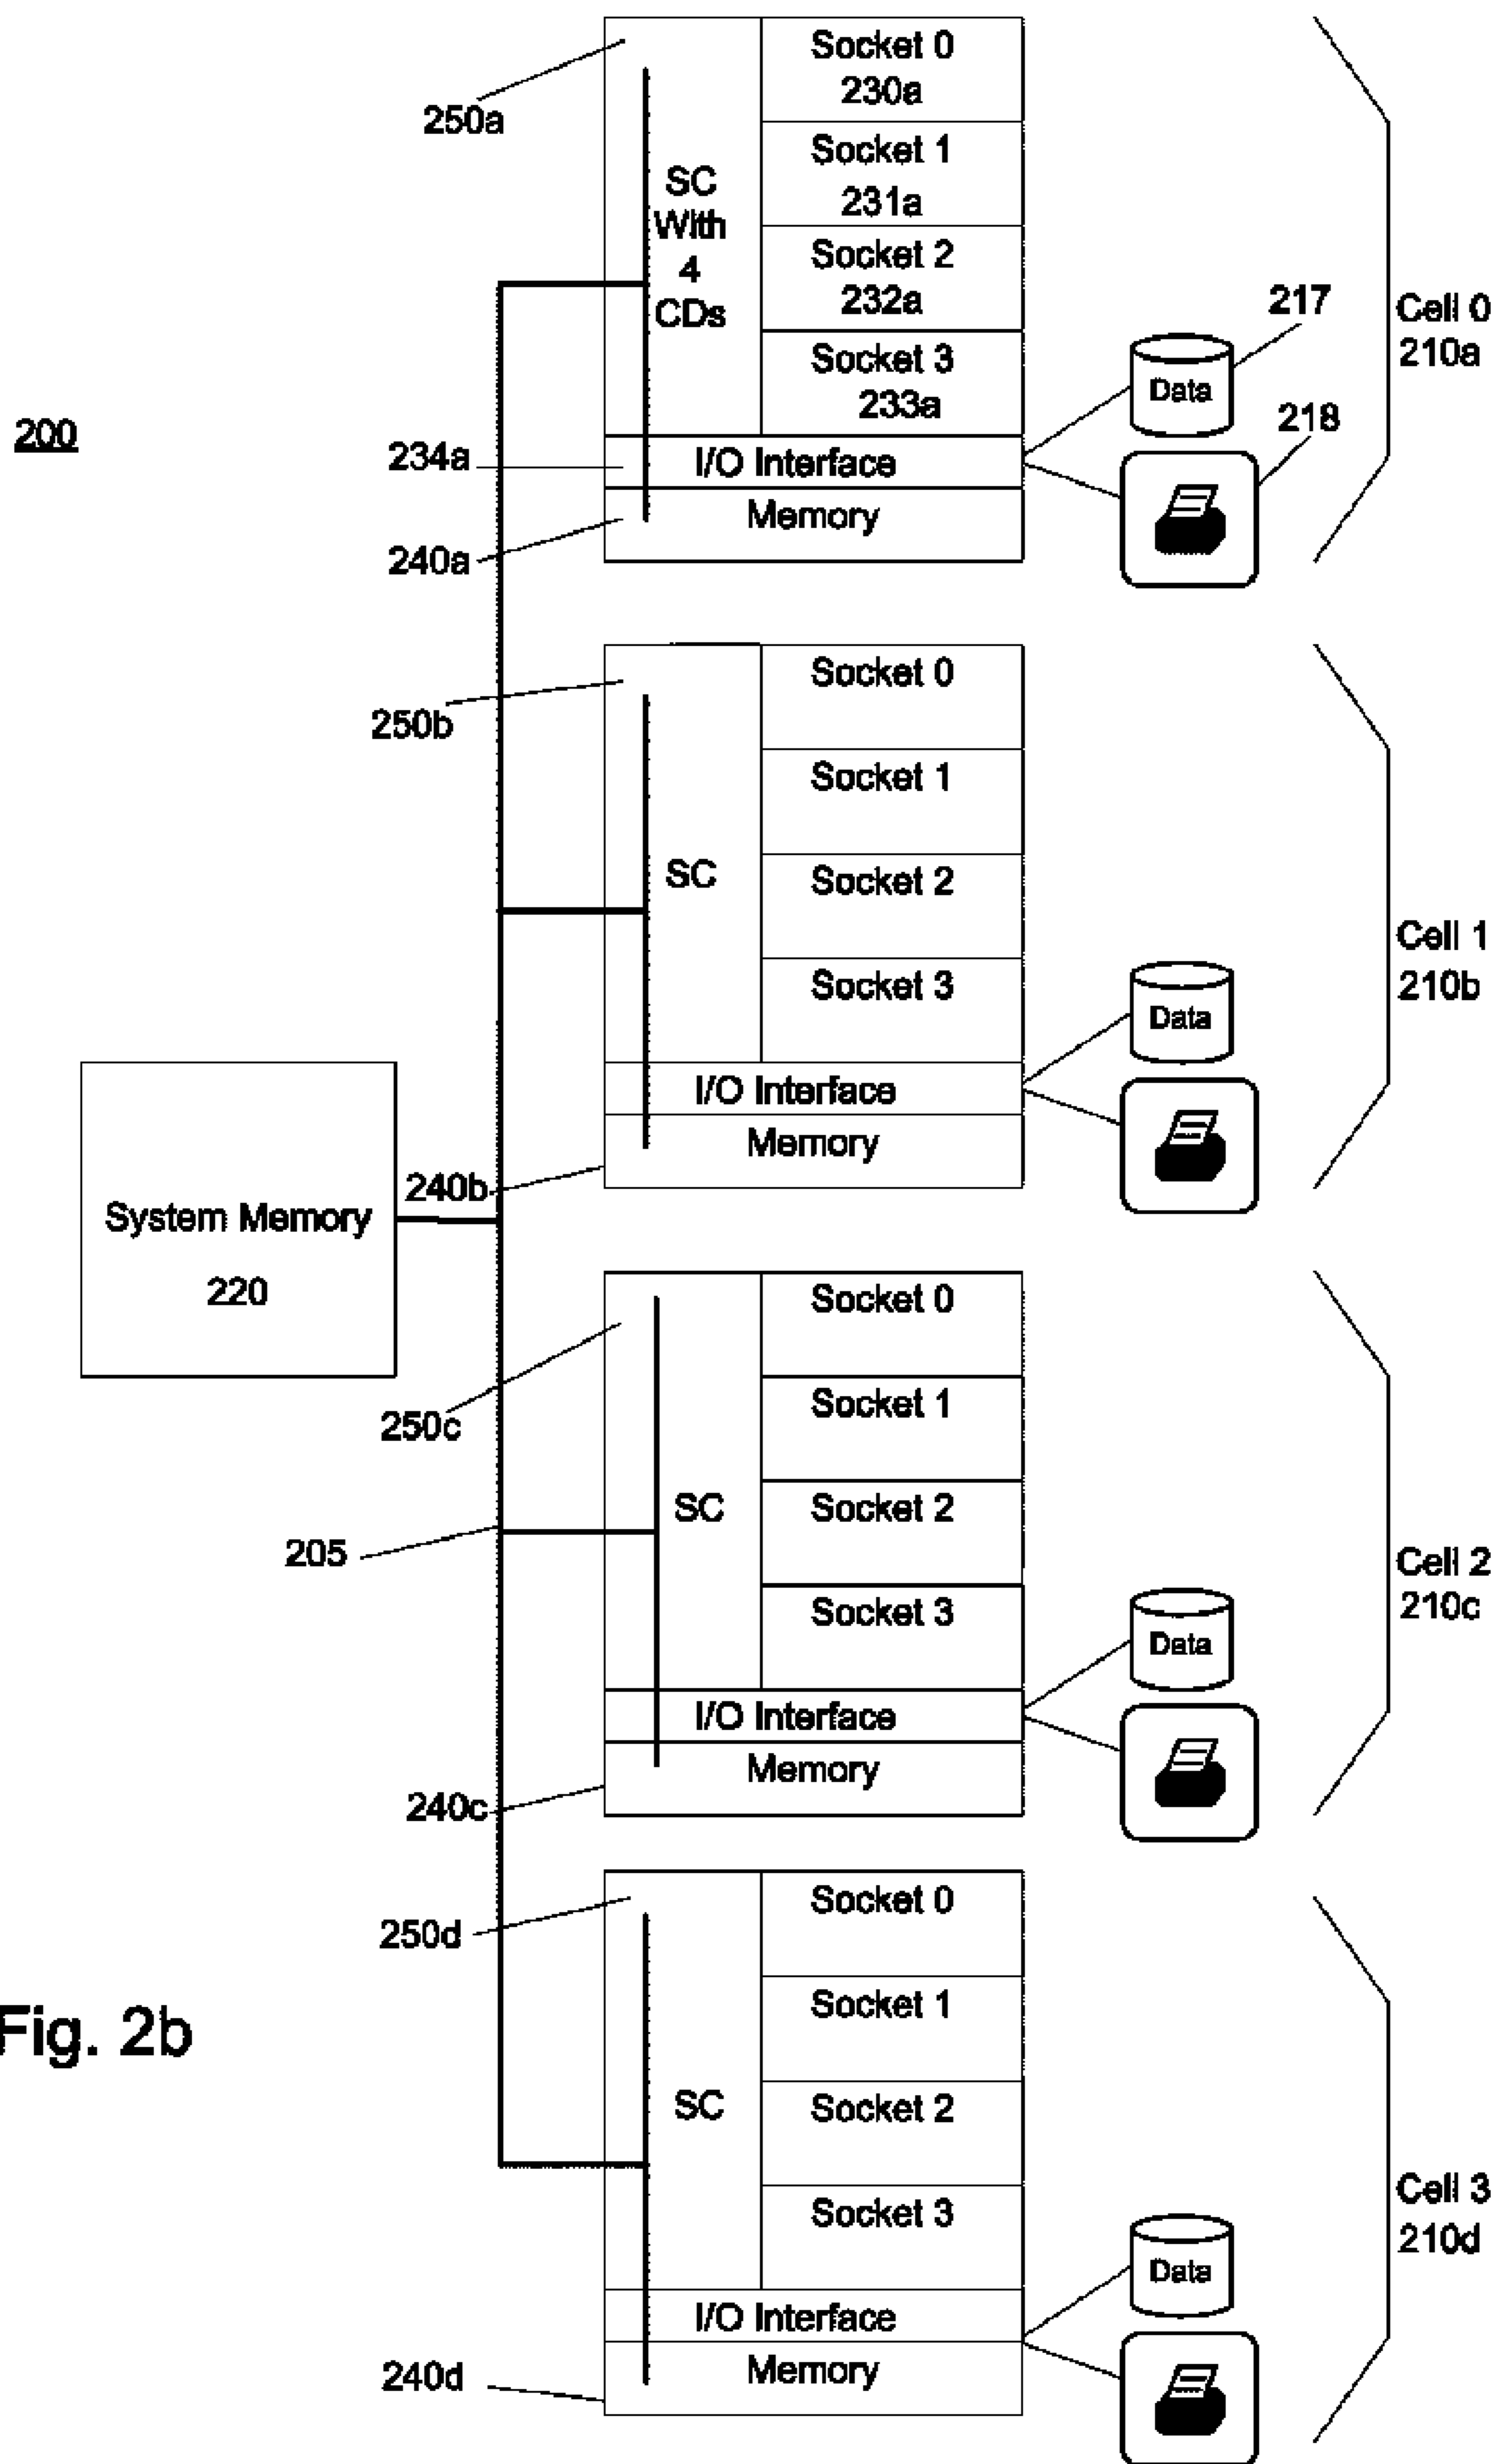 250a
SC
With
4
CDs
Socket 0
230a
Socket 1
231a
Socket 2
232a
Socket 3
233a
217
Data
218
Cell 0
210a
200
234a
I/O Interface
240a
Memory
250b
SC
Socket 0
Socket 1
Socket 2
Socket 3
Data
Cell 1
210b
I/O Interface
240b
Memory
System Memory
220
250c
205
SC
Socket 0
Socket 1
Socket 2
Socket 3
Data
Cell 2
210c
I/O Interface
240c
Memory
250d
SC
Socket 0
Socket 1
Socket 2
Socket 3
Data
Cell 3
210d
I/O Interface
240d
Memory
Fig. 2b